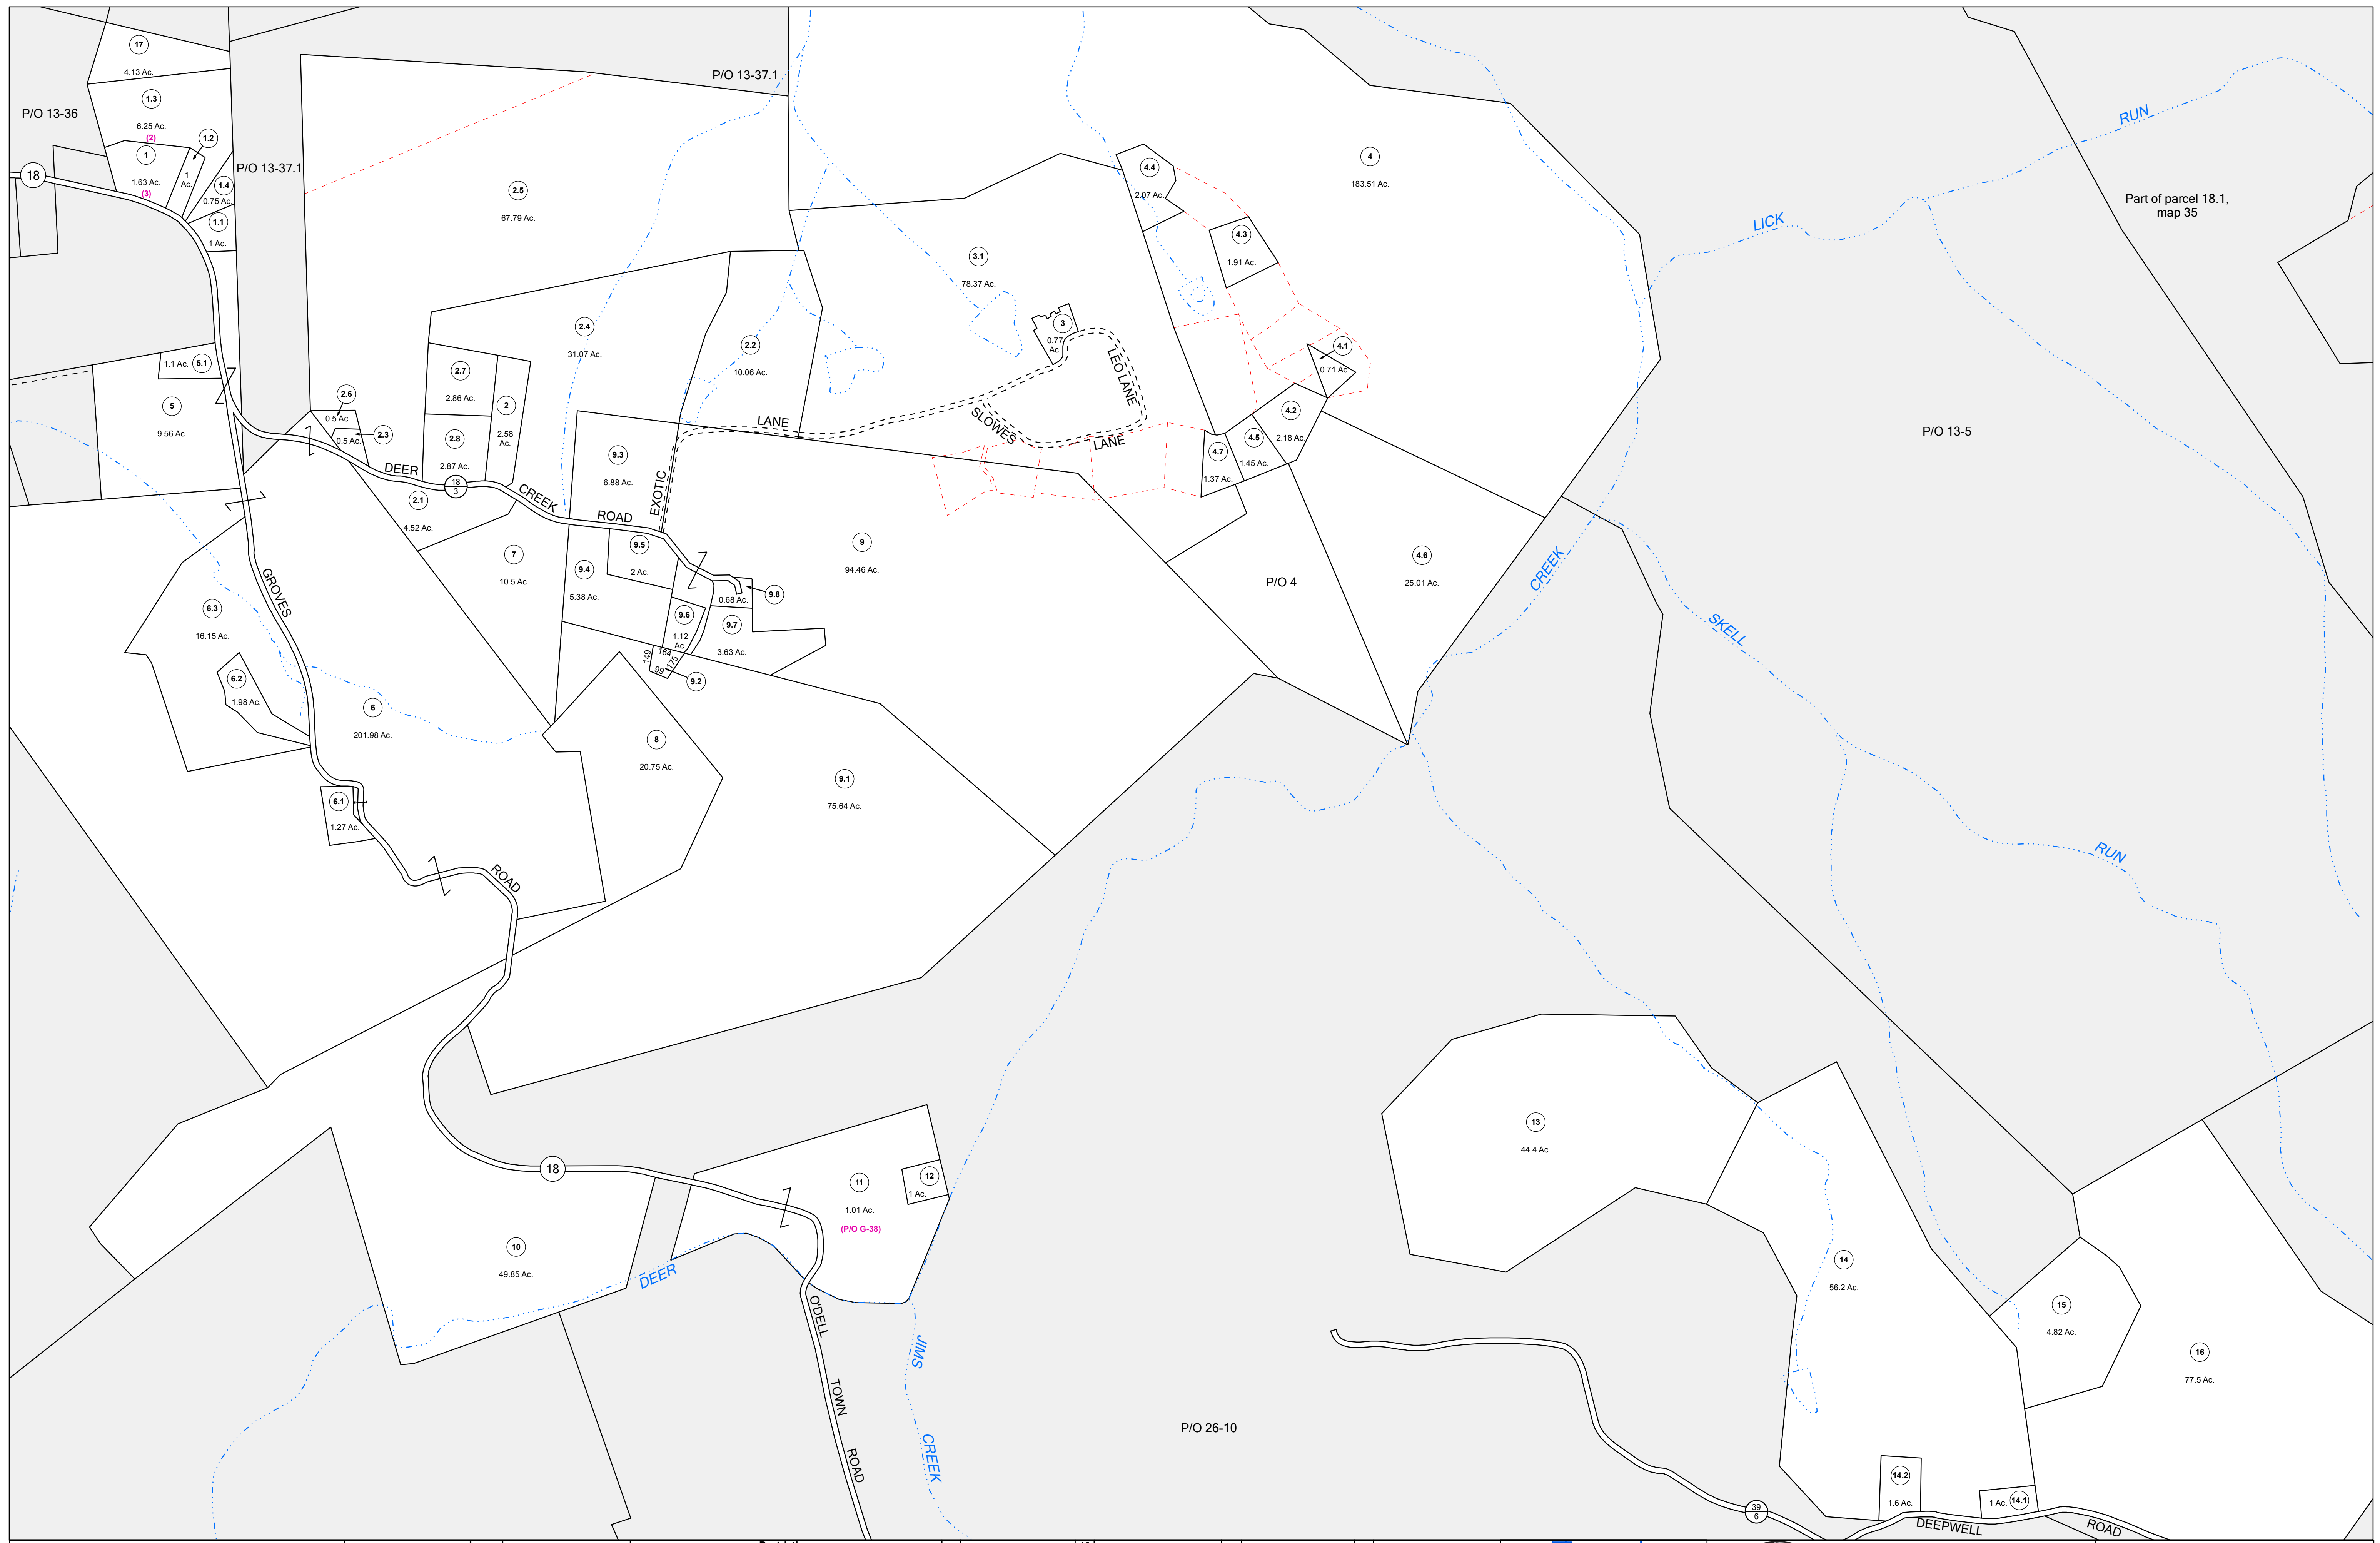 17
4.13 Ac.
P/O 13-37.1
1.3
6.25 Ac.
(2)
P/O 13-36
RUN
1.2
1
1.63 Ac.
(3)
1
Ac.
P/O 13-37.1
18
1.4
0.75 Ac.
1.1
1 Ac.
2.5
67.79 Ac.
4
183.51 Ac.
4.4
2.07 Ac.
4.3
1.91 Ac.
LICK
Part of parcel 18.1,
map 35
3.1
78.37 Ac.
3
0.77
Ac.
LEO LANE
2.4
31.07 Ac.
2.2
10.06 Ac.
4.1
0.71 Ac.
1.1 Ac.
5.1
5
9.56 Ac.
2.7
2.86 Ac.
2
2.58
Ac.
2.6
0.5 Ac.
2.3
0.5 Ac.
2.8
2.87 Ac.
LANE
SLOWES
LANE
4.2
2.18 Ac.
4.5
1.45 Ac.
4.7
1.37 Ac.
P/O 13-5
DEER
18
3
CREEK
ROAD
EXOTIC
9.3
6.88 Ac.
2.1
4.52 Ac.
7
10.5 Ac.
9.4
5.38 Ac.
9.5
2 Ac.
9
94.46 Ac.
4.6
25.01 Ac.
P/O 4
CREEK
GROVES
9.8
0.68 Ac.
9.6
1.12
Ac.
9.7
3.63 Ac.
149
164
175
99
9.2
SKELL
6.3
16.15 Ac.
6.2
1.98 Ac.
6
201.98 Ac.
8
20.75 Ac.
9.1
75.64 Ac.
6.1
1.27 Ac.
ROAD
RUN
13
44.4 Ac.
18
11
1.01 Ac.
(P/O G-38)
12
1 Ac.
10
49.85 Ac.
DEER
O'DELL
TOWN
ROAD
JIMS
CREEK
14
56.2 Ac.
15
4.82 Ac.
16
77.5 Ac.
P/O 26-10
14.2
1.6 Ac.
1 Ac.
14.1
39
6
DEEPWELL
ROAD